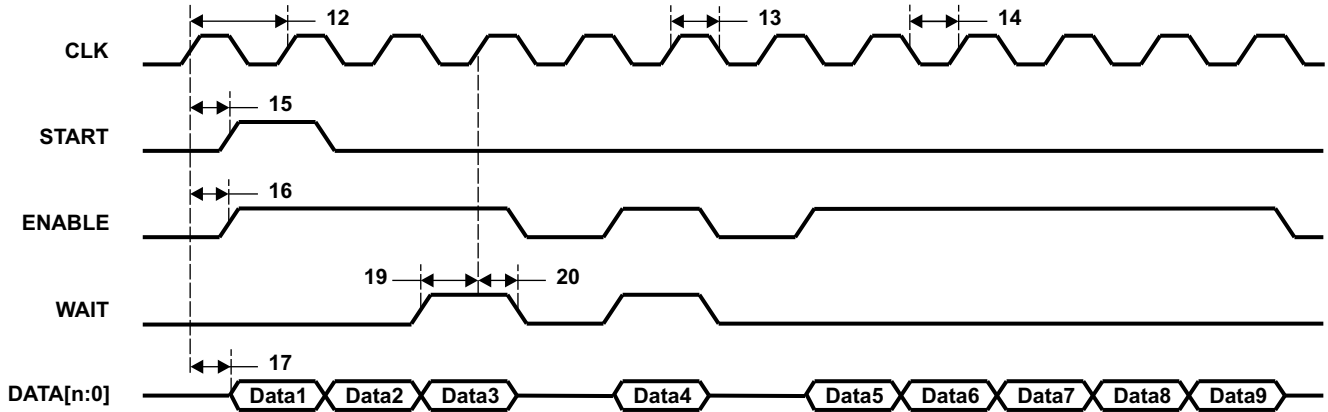 12 13 14
CLK
15
START
16
ENABLE
19 20
WAIT
17
DATA[n:0] Data1 Data2 Data3 Data4 Data5 Data6 Data7 Data8 Data9